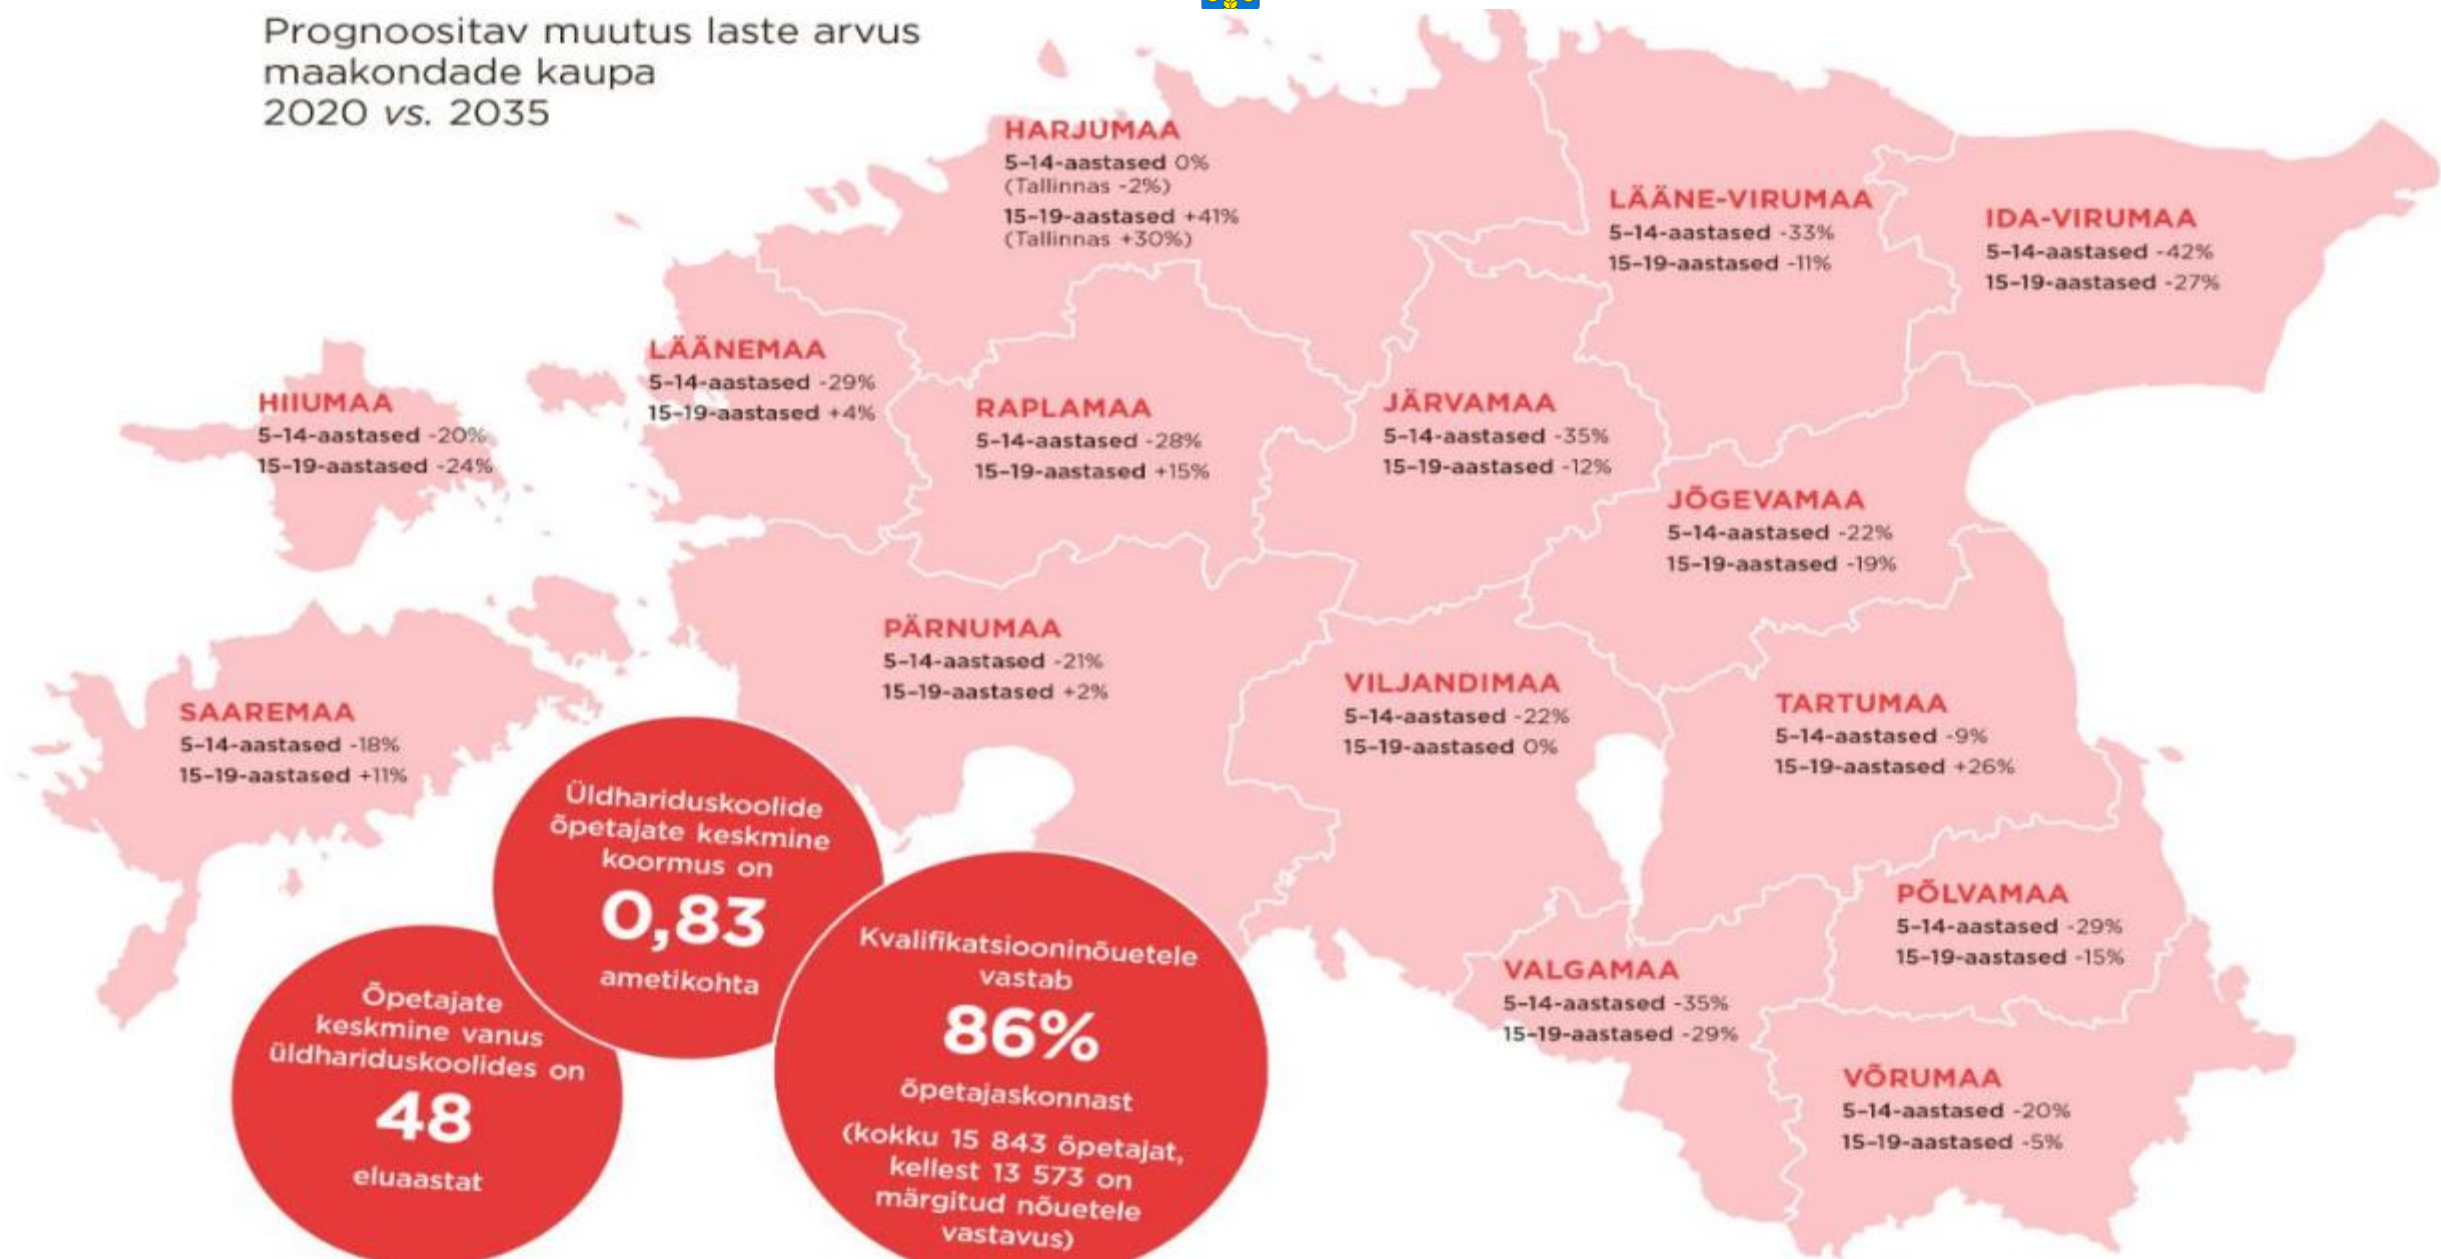 Prognoositav muutus laste arvus
maakondade kaupa
2020 vs. 2035
HARJUMAA
5-14-aastased 0%
(Tallinnas -2%)
15-19-aastased +41%
(Tallinnas +30%)
LÄÄNE-VIRUMAA
5-14-aastased -33%
15-19-aastased -11%
IDA-VIRUMAA
5-14-aastased -42%
15-19-aastased -27%
LÄÄNEMAA
5-14-aastased -29%
15-19-aastased +4%
HIIUMAA
5-14-aastased -20%
15-19-aastased -24%
RAPLAMAA
5-14-aastased -28%
15-19-aastased +15%
JÄRVAMAA
5-14-aastased -35%
15-19-aastased -12%
JÕGEVAMAA
5-14-aastased -22%
15-19-aastased -19%
PÄRNUMAA
5-14-aastased -21%
15-19-aastased +2%
VILJANDIMAA
5-14-aastased -22%
15-19-aastased 0%
TARTUMAA
5-14-aastased -9%
15-19-aastased +26%
SAAREMAA
5-14-aastased -18%
15-19-aastased +11%
PÕLVAMAA
5-14-aastased -29%
15-19-aastased -15%
VALGAMAA
5-14-aastased -35%
15-19-aastased -29%
VÕRUMAA
5-14-aastased -20%
15-19-aastased -5%
Üldhariduskoolide
õpetajate keskmine
koormus on
0,83
ametikohta
Õpetajate
keskmine vanus
üldhariduskoolides on
48
eluaastat
Kvalifikatsiooninõuetele
vastab
86%
õpetajaskonnast
(kokku 15 843 õpetajat,
kellest 13 573 on
märgitud nõuetele
vastavus)